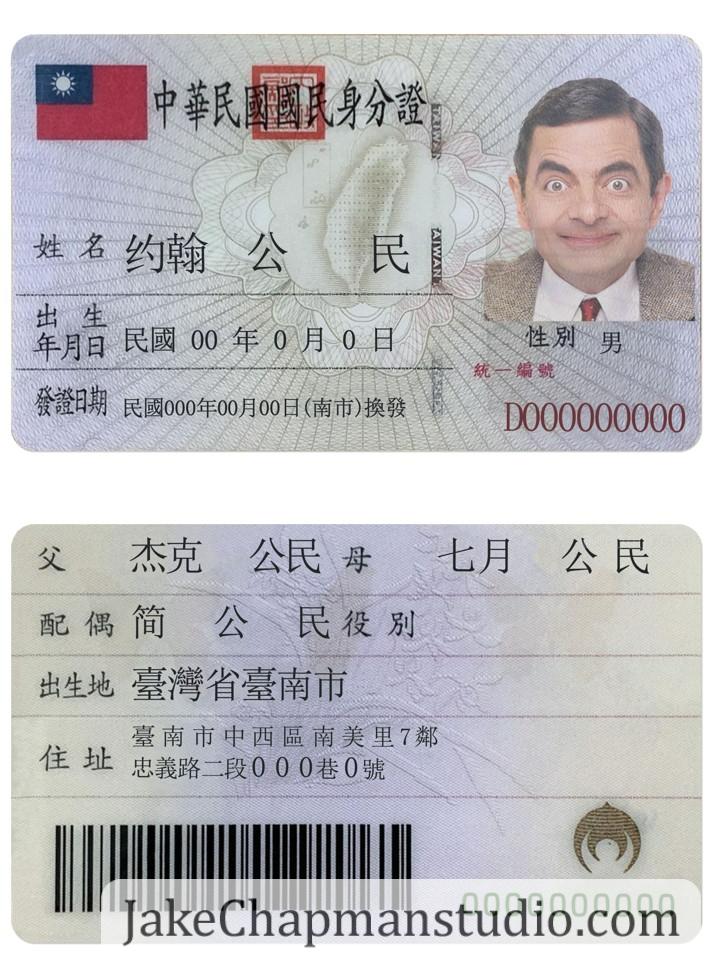 中華民國國民身分證
TAIWAN
TAIWAN
姓名 约翰 公 民
出生年月日 民國 00 年 0 月 0 日
性別 男
統一編號
發證日期 民國000年00月00日(南市)換發
D000000000
父 杰克 公民 母 七月 公民
配偶 简 公 民 役別
出生地 臺灣省臺南市
住址 臺南市中西區南美里7鄰
忠義路二段000巷0號
0000000000
JakeChapmanstudio.com